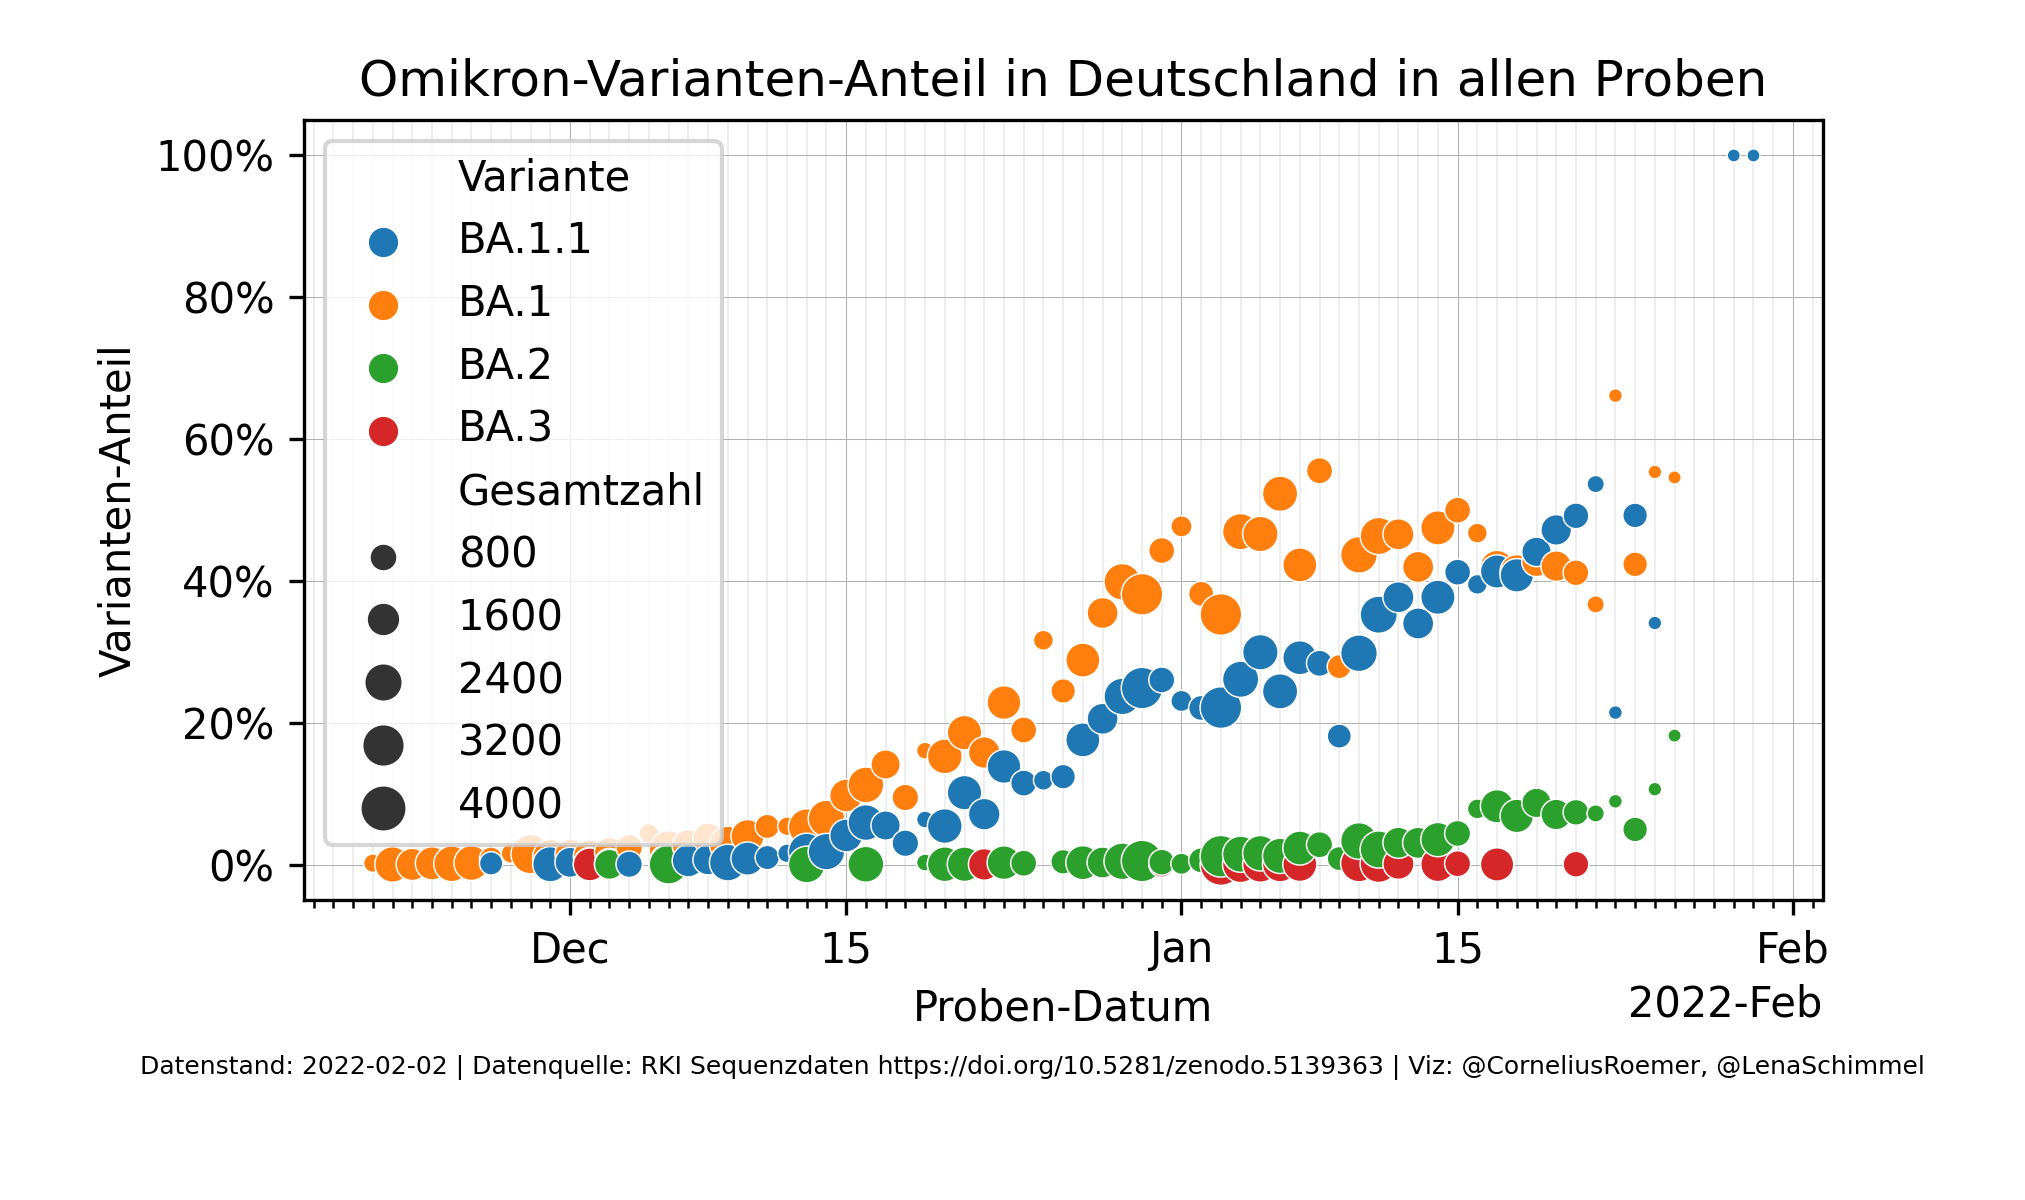 Omikron-Varianten-Anteil in Deutschland in allen Proben
100%
80%
60%
40%
20%
0%
Varianten-Anteil
Variante
BA.1.1
BA.1
BA.2
BA.3
Gesamtzahl
800
1600
2400
3200
4000
Dec 15 Jan 15 Feb
Proben-Datum
2022-Feb
Datenstand: 2022-02-02 | Datenquelle: RKI Sequenzdaten https://doi.org/10.5281/zenodo.5139363 | Viz: @CorneliusRoemer, @LenaSchimmel